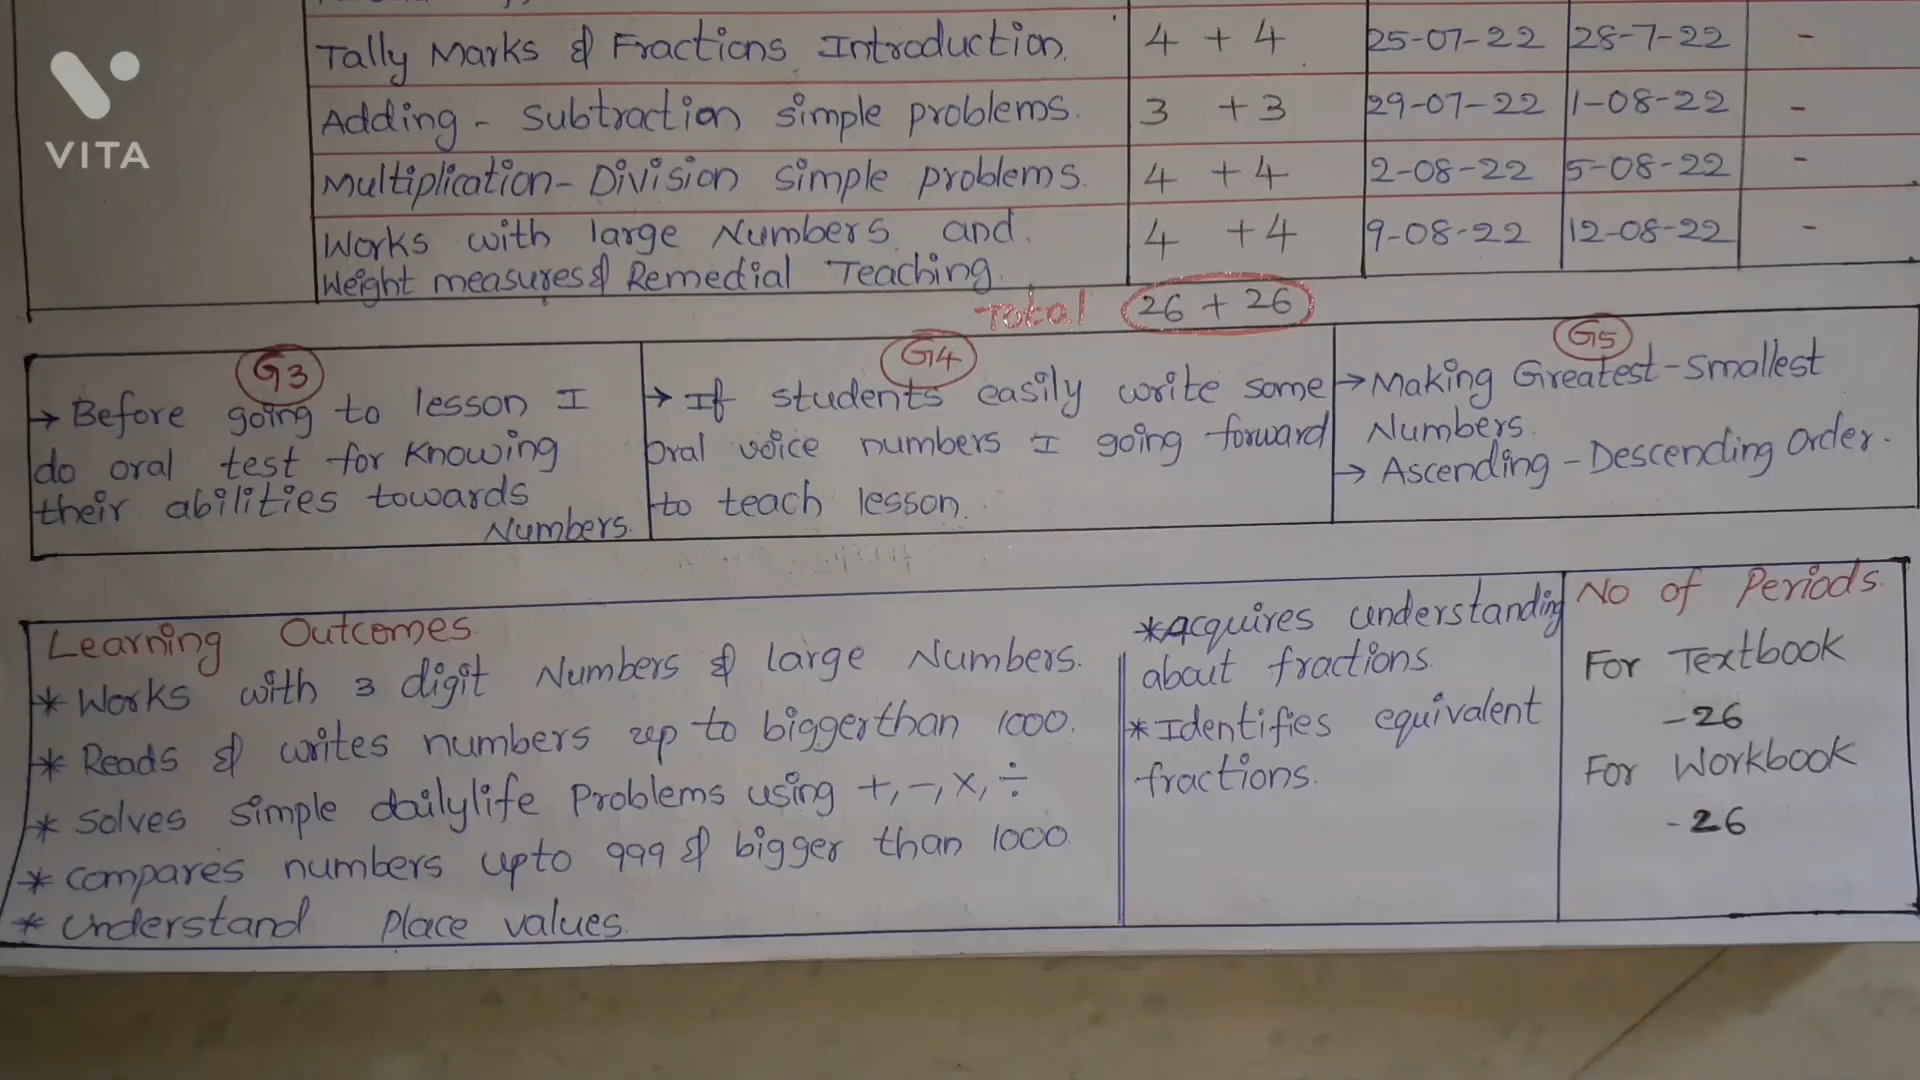 Tally Marks & Fractions Introduction. 4 + 4 25-07-22 28-7-22 -
Adding - Subtraction simple problems. 3 + 3 29-07-22 1-08-22 -
Multiplication - Division simple problems. 4 + 4 2-08-22 5-08-22 -
Works with large Numbers and. 4 + 4 9-08-22 12-08-22 -
Weight measures & Remedial Teaching.
Total 26 + 26
VITA
G3
→ Before going to lesson I
do oral test for Knowing
their abilities towards
Numbers.
G4
→ If students easily write some
oral voice numbers I going forward
to teach lesson.
G5
→ Making Greatest - Smallest
Numbers.
→ Ascending - Descending Order.
Learning Outcomes
* Works with 3 digit Numbers & large Numbers.
* Reads & writes numbers up to biggerthan 1000.
* Solves simple dailylife Problems using +, -, ×, ÷
* compares numbers upto 999 & bigger than 1000.
* Understand Place values.
* Acquires understanding
about fractions.
* Identifies equivalent
fractions.
No of Periods.
For Textbook
- 26
For Workbook
- 26